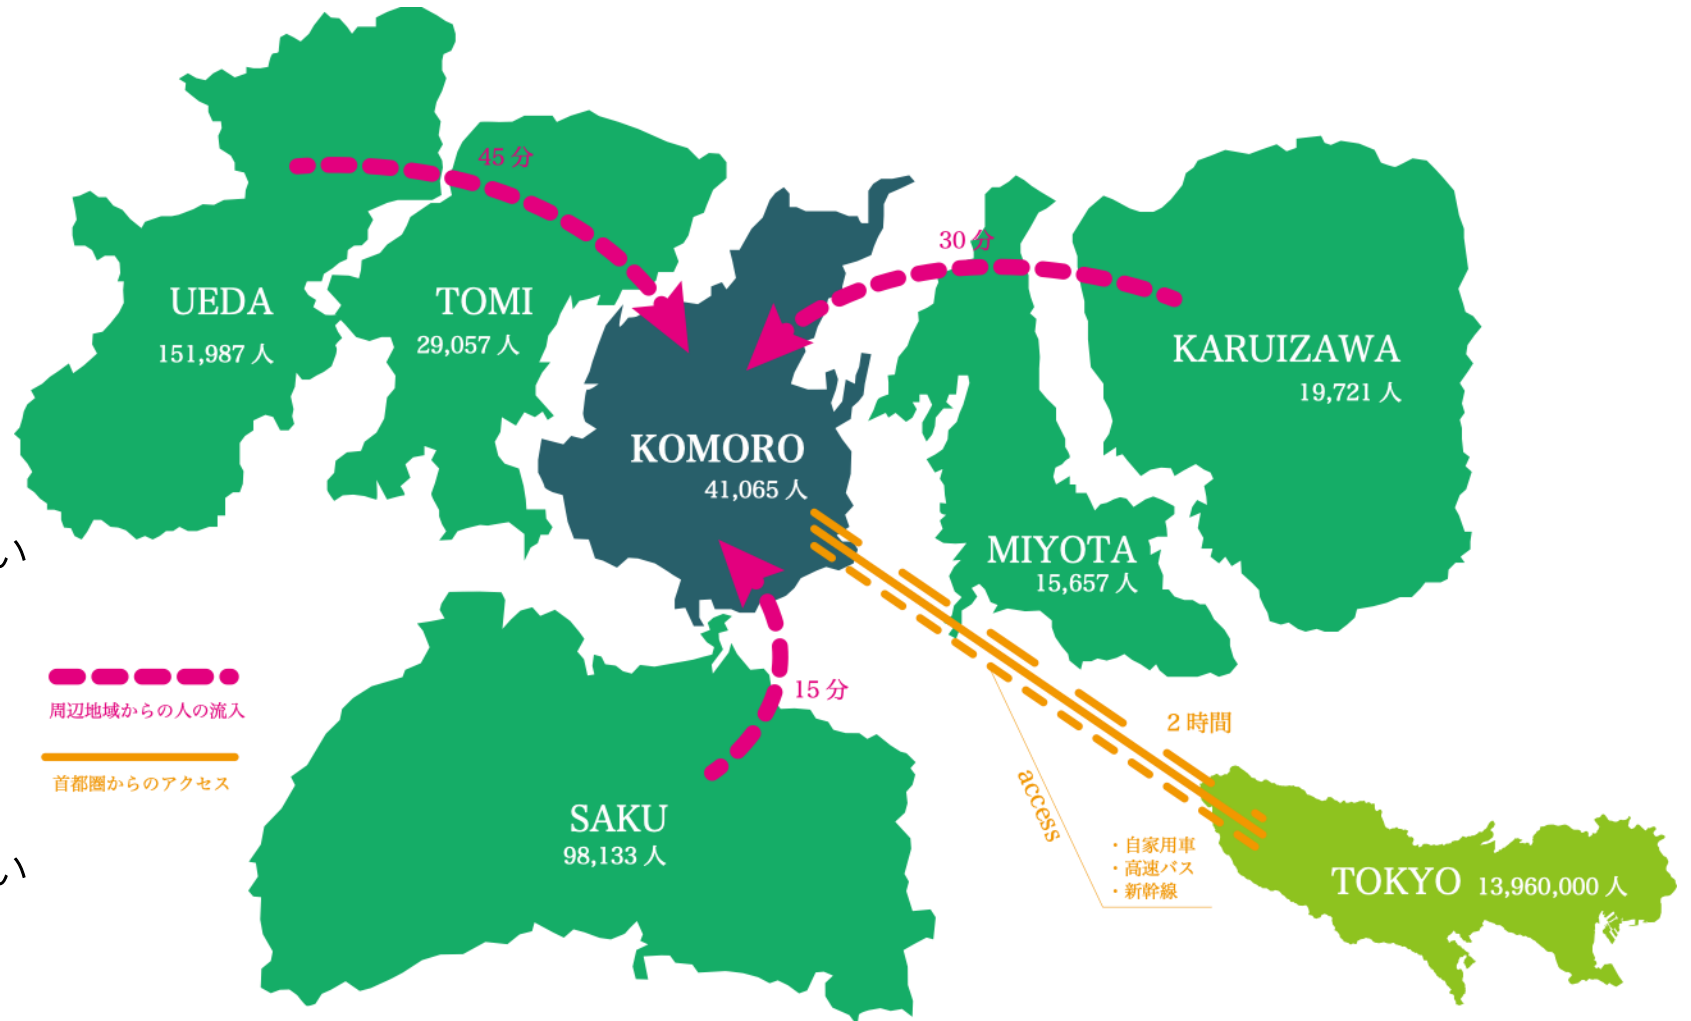 45 分
30 分
UEDA
151,987 人
TOMI
29,057 人
KARUIZAWA
19,721 人
KOMORO
41,065 人
MIYOTA
15,657 人
い
周辺地域からの人の流入
首都圏からのアクセス
15 分
2 時間
SAKU
98,133 人
access
・自家用車
・高速バス
・新幹線
い
TOKYO 13,960,000 人